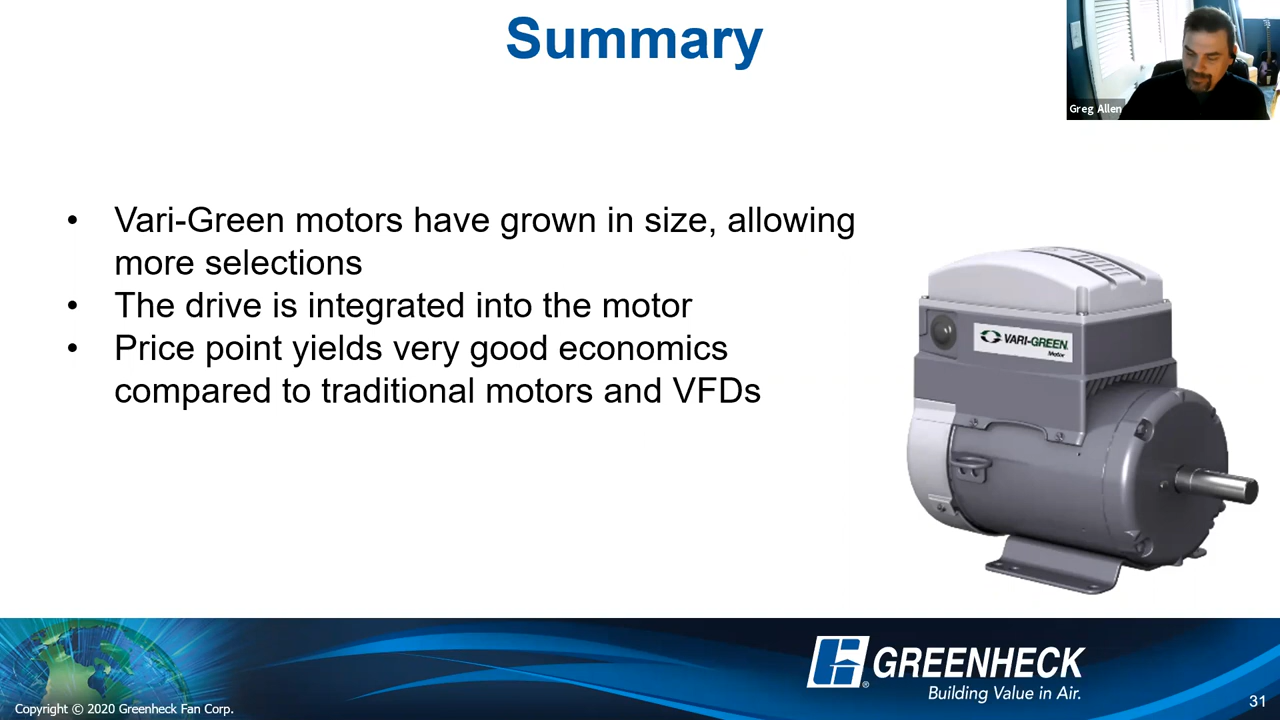 Summary
Greg Allen
• Vari-Green motors have grown in size, allowing
more selections
• The drive is integrated into the motor
• Price point yields very good economics
compared to traditional motors and VFDs
VARI-GREEN
Motor
GREENHECK
Building Value in Air.
Copyright © 2020 Greenheck Fan Corp.
31